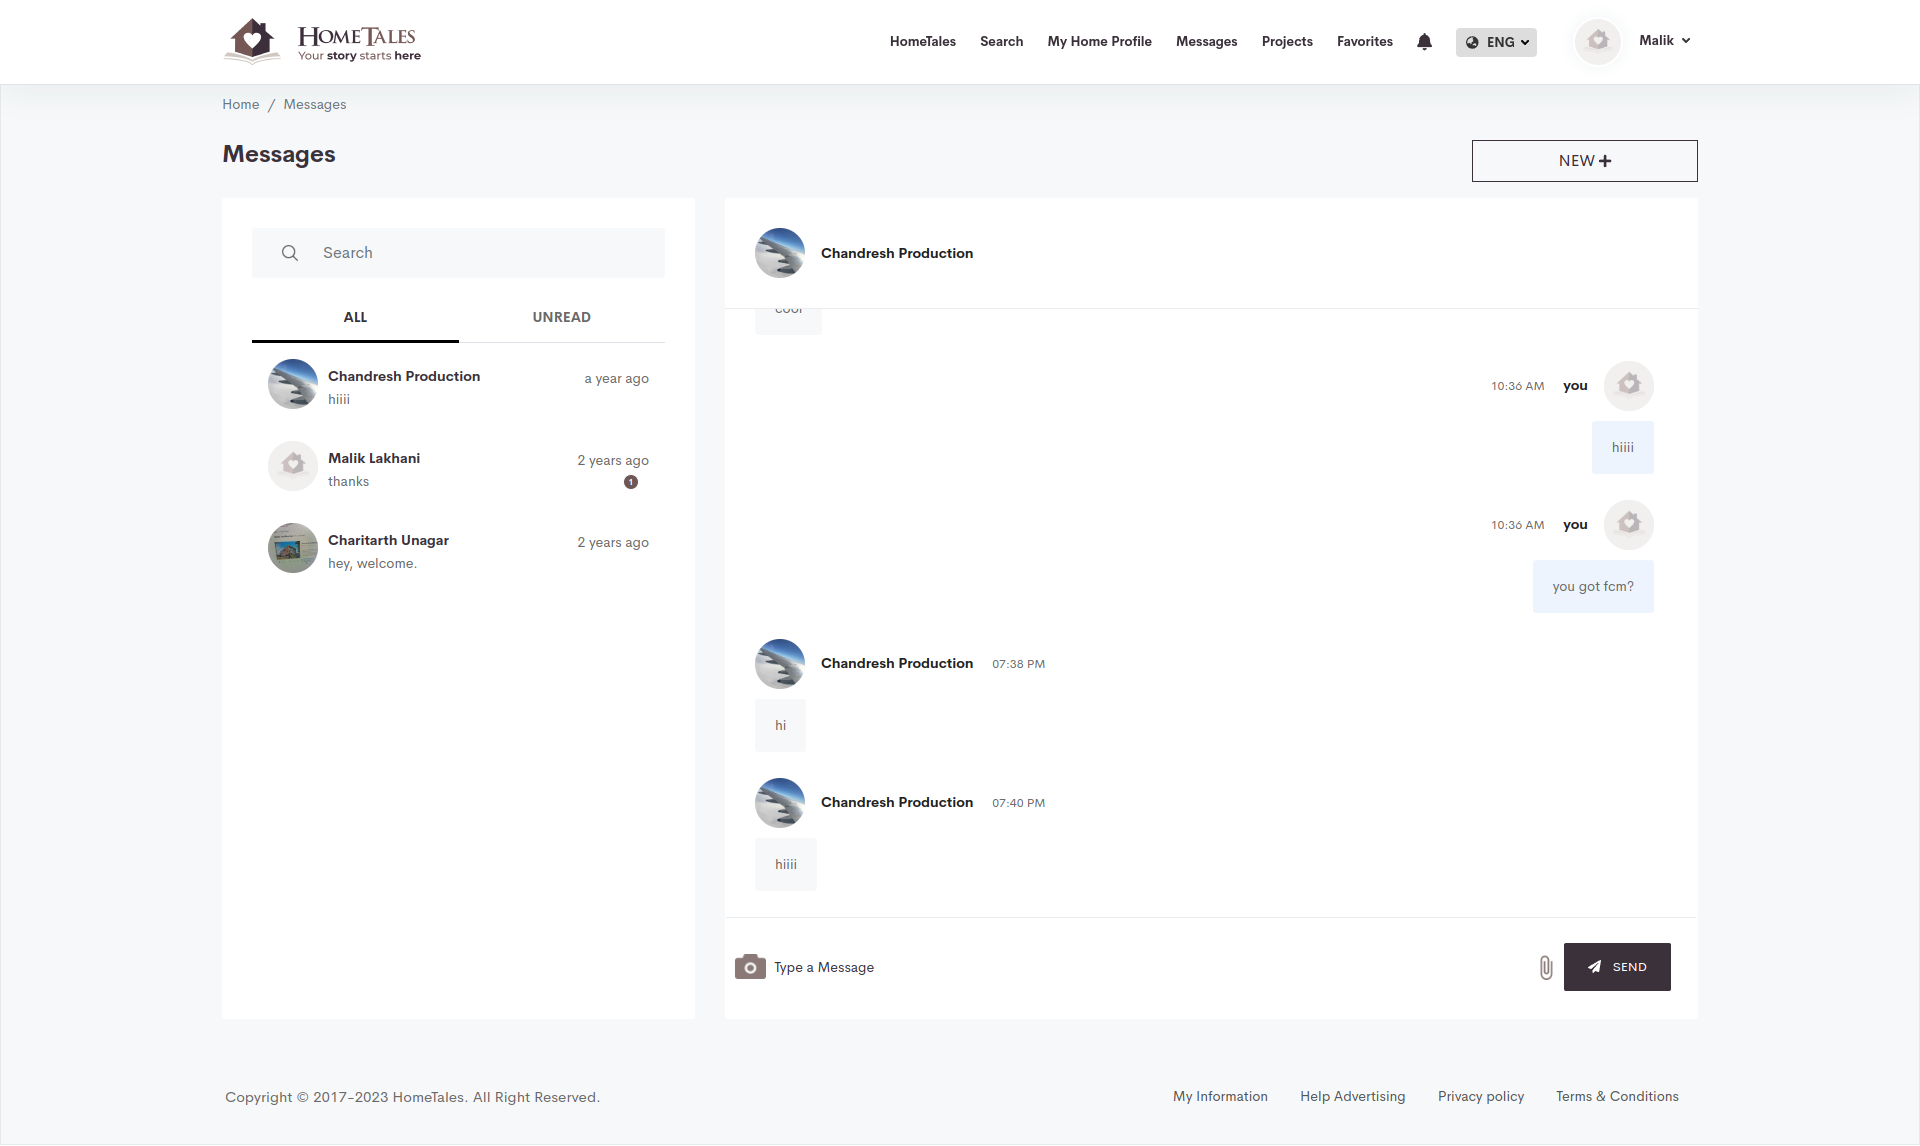 HOMETALES
Your story starts here
HomeTales Search My Home Profile Messages Projects Favorites ENG Malik
Home / Messages
Messages
NEW
Search
ALL UNREAD
Chandresh Production a year ago
hiiii
Malik Lakhani 2 years ago
thanks 1
Charitarth Unagar 2 years ago
hey, welcome.
Chandresh Production
cool
10:36 AM you
hiiii
10:36 AM you
you got fcm?
Chandresh Production 07:38 PM
hi
Chandresh Production 07:40 PM
hiiii
Type a Message SEND
Copyright © 2017-2023 HomeTales. All Right Reserved. My Information Help Advertising Privacy policy Terms & Conditions